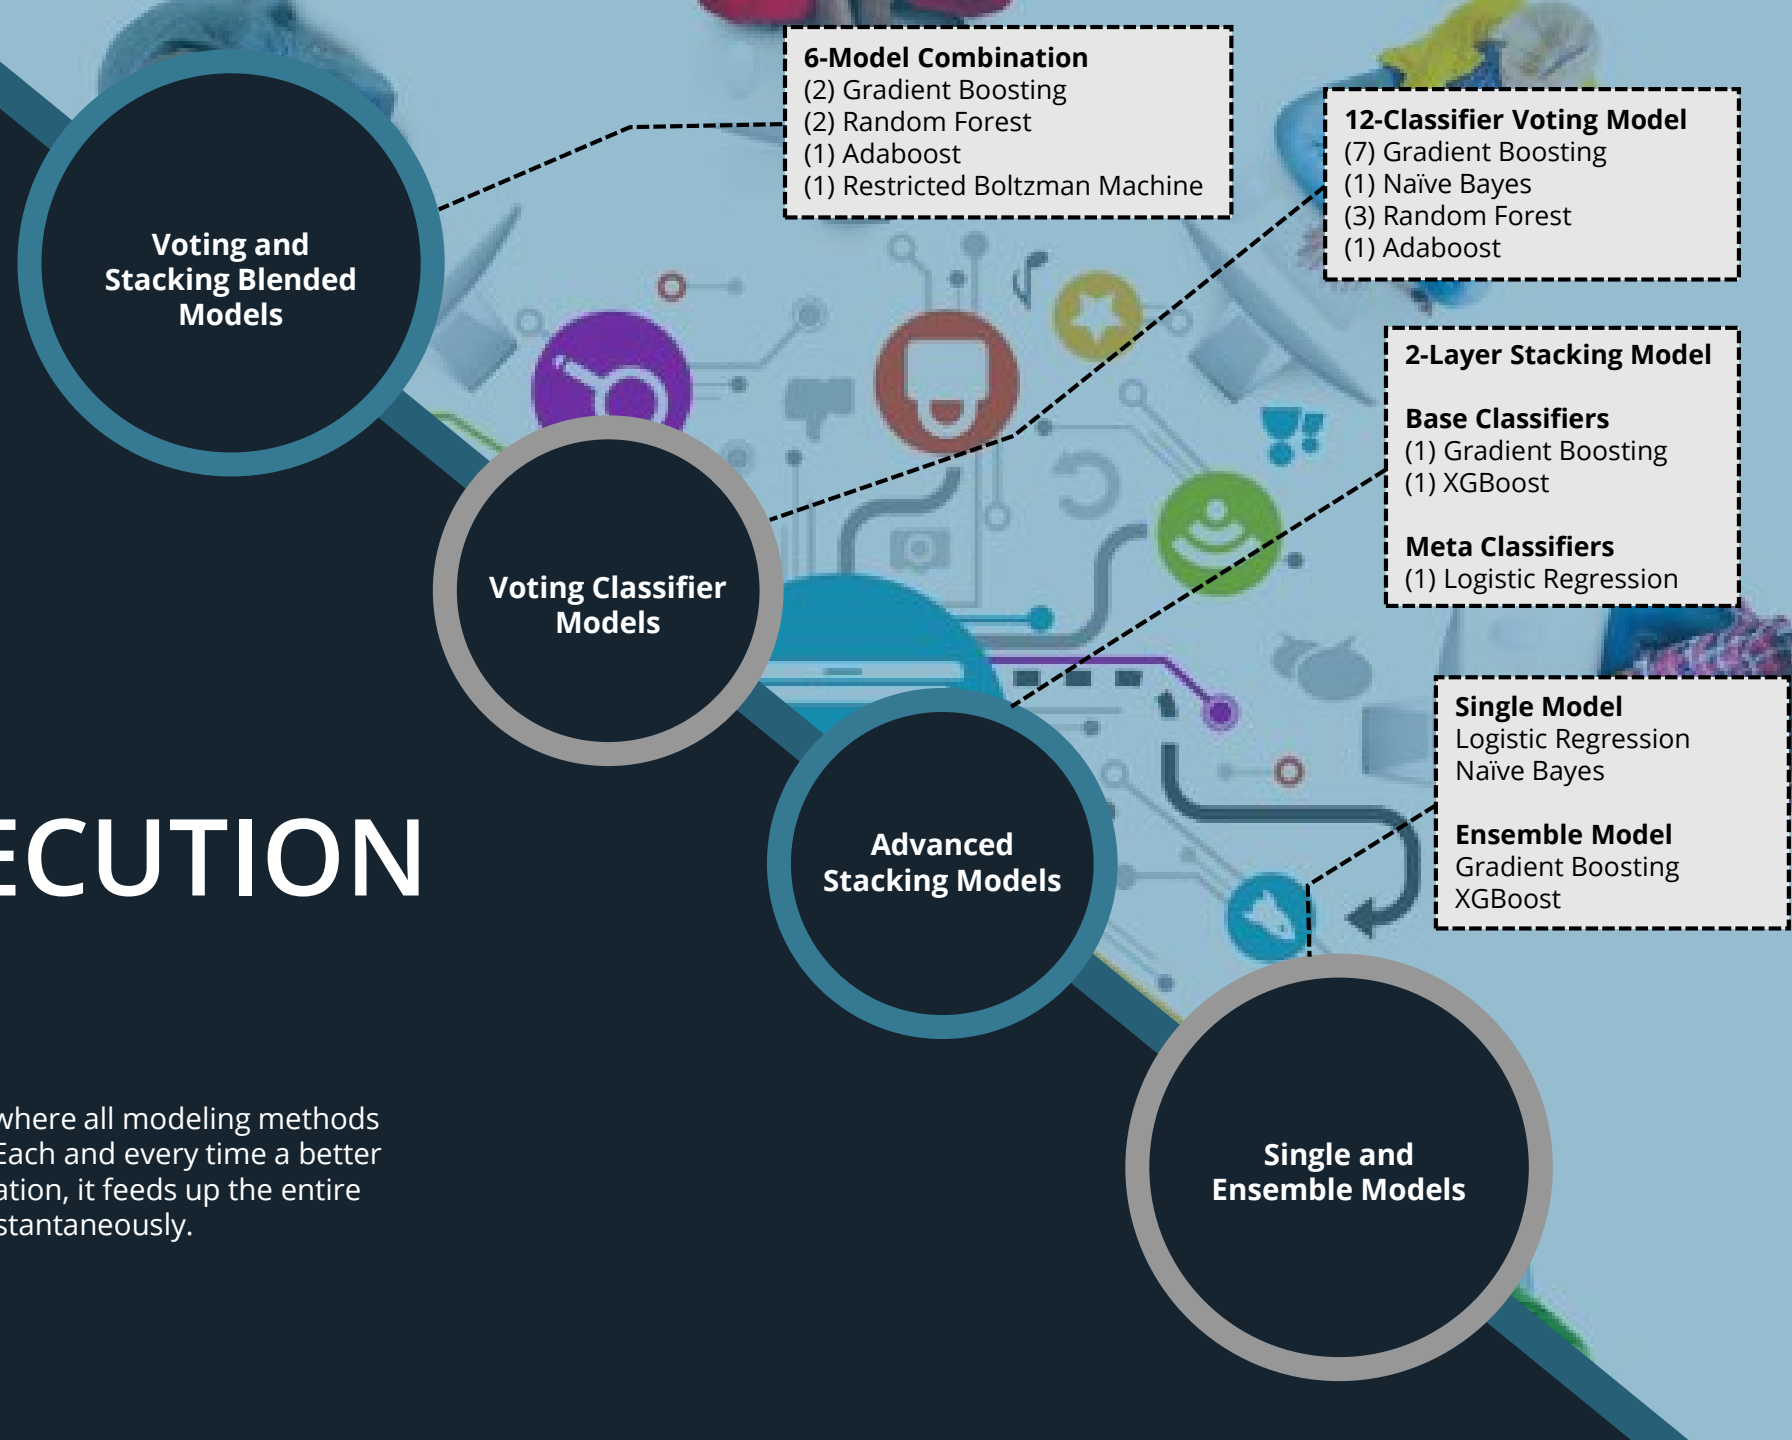 6-Model Combination
(2) Gradient Boosting
(2) Random Forest
(1) Adaboost
(1) Restricted Boltzman Machine
12-Classifier Voting Model
(7) Gradient Boosting
(1) Naïve Bayes
(3) Random Forest
(1) Adaboost
Voting and
Stacking Blended
Models
2-Layer Stacking Model
Base Classifiers
(1) Gradient Boosting
(1) XGBoost
Meta Classifiers
(1) Logistic Regression
Voting Classifier
Models
Single Model
Logistic Regression
Naïve Bayes
Ensemble Model
Gradient Boosting
XGBoost
Advanced
Stacking Models
ECUTION
where all modeling methods
Each and every time a better
ation, it feeds up the entire
stantaneously.
Single and
Ensemble Models